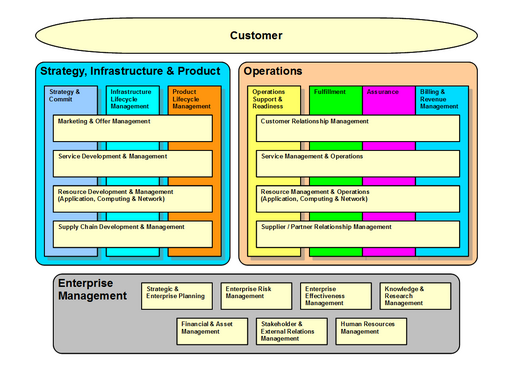 Customer
Strategy, Infrastructure & Product
Operations
Strategy &
Commit
Infrastructure
Lifecycle
Management
Product
Lifecycle
Management
Operations
Support &
Readiness
Fulfillment
Assurance
Billing &
Revenue
Management
Marketing & Offer Management
Customer Relationship Management
Service Development & Management
Service Management & Operations
Resource Development & Management
(Application, Computing & Network)
Resource Management & Operations
(Application, Computing & Network)
Supply Chain Development & Management
Supplier / Partner Relationship Management
Enterprise
Management
Strategic &
Enterprise Planning
Enterprise Risk
Management
Enterprise
Effectiveness
Management
Knowledge &
Research
Management
Financial & Asset
Management
Stakeholder &
External Relations
Management
Human Resources
Management